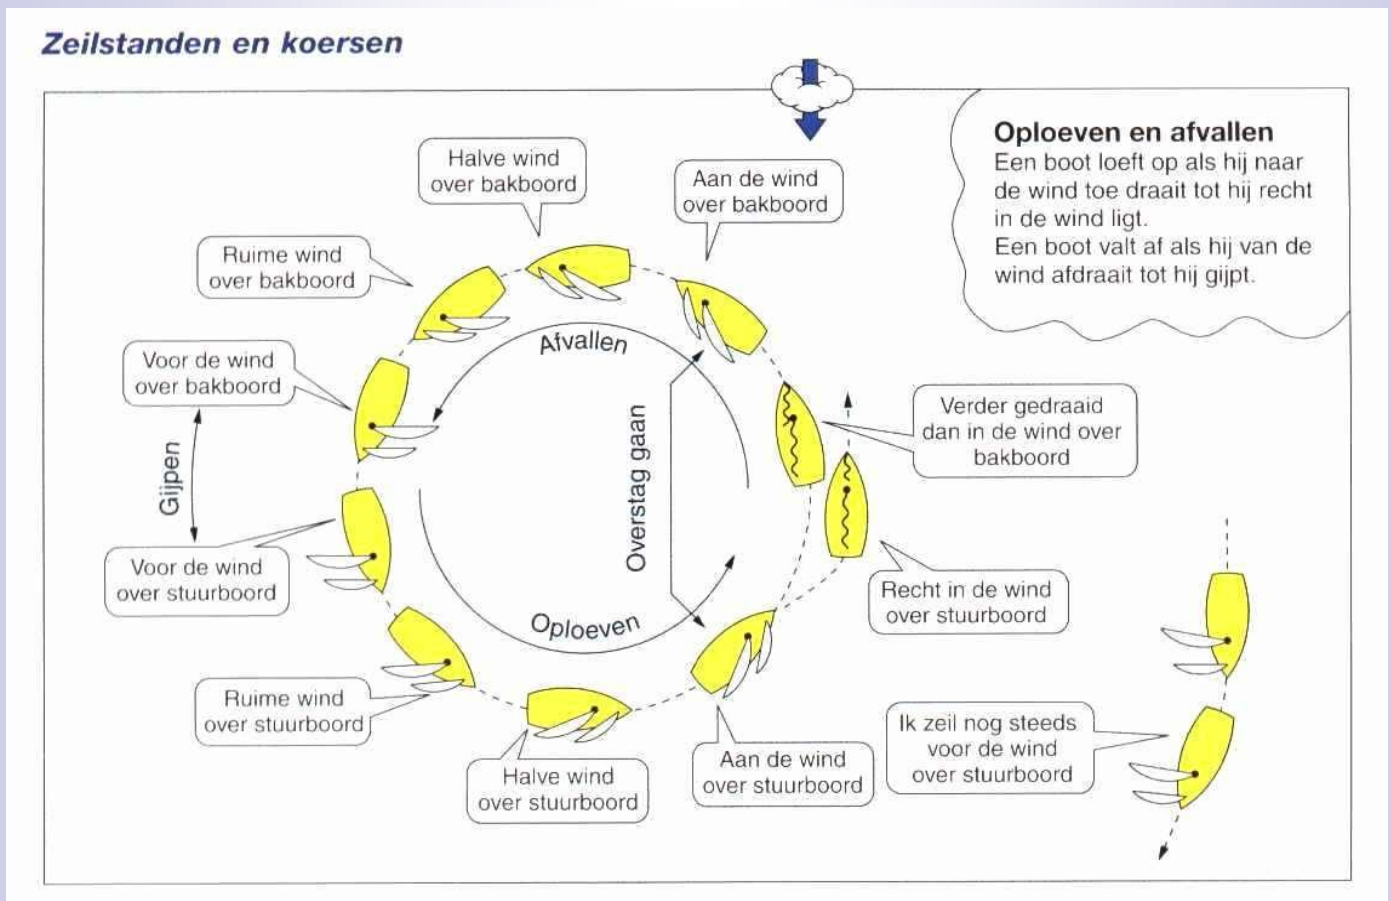 Zeilstanden en koersen
Oploeven en afvallen
Een boot loeft op als hij naar
de wind toe draait tot hij recht
in de wind ligt.
Een boot valt af als hij van de
wind afdraait tot hij gijpt.
Halve wind
over bakboord
Aan de wind
over bakboord
Ruime wind
over bakboord
Voor de wind
over bakboord
Afvallen
Verder gedraaid
dan in de wind over
bakboord
Gijpen
Overstag gaan
Voor de wind
over stuurboord
Recht in de wind
over stuurboord
Oploeven
Ruime wind
over stuurboord
Halve wind
over stuurboord
Aan de wind
over stuurboord
Ik zeil nog steeds
voor de wind
over stuurboord